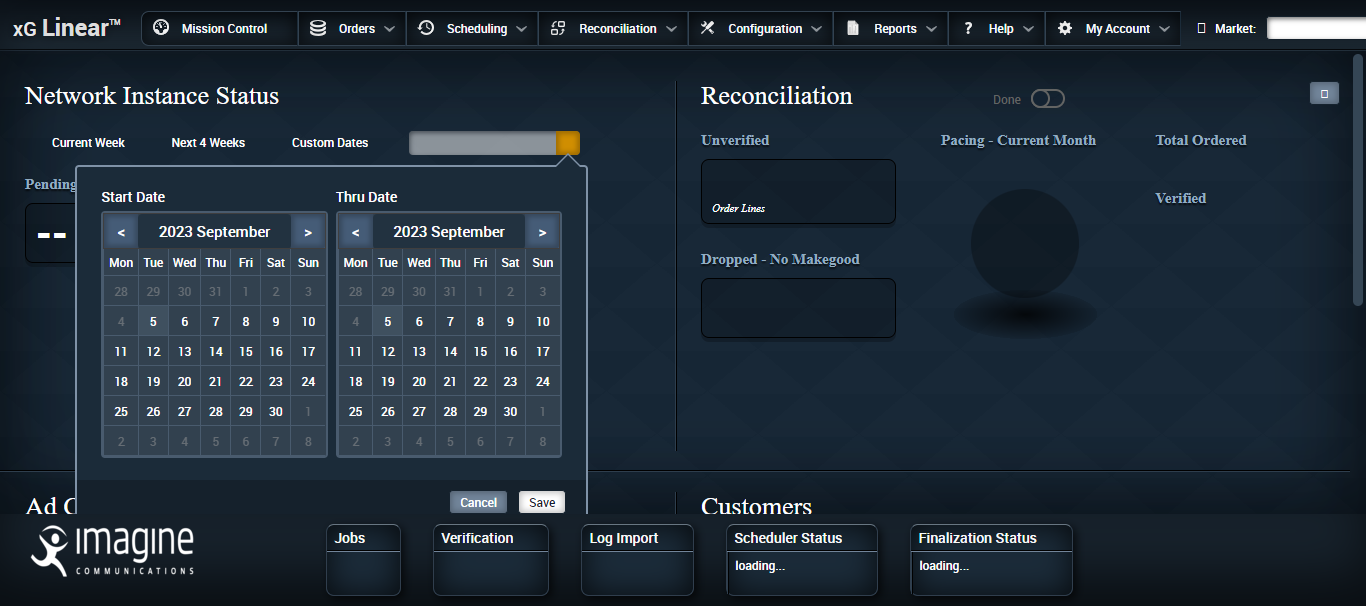 xG Linear™ Mission Control Orders Scheduling Reconciliation Configuration Reports ? Help My Account Market:
Network Instance Status
Current Week Next 4 Weeks Custom Dates
Pending
--
Start Date Thru Date
< 2023 September > < 2023 September >
Mon Tue Wed Thu Fri Sat Sun Mon Tue Wed Thu Fri Sat Sun
28 29 30 31 1 2 3 28 29 30 31 1 2 3
4 5 6 7 8 9 10 4 5 6 7 8 9 10
11 12 13 14 15 16 17 11 12 13 14 15 16 17
18 19 20 21 22 23 24 18 19 20 21 22 23 24
25 26 27 28 29 30 1 25 26 27 28 29 30 1
2 3 4 5 6 7 8 2 3 4 5 6 7 8
Cancel Save
Reconciliation Done
Unverified Pacing - Current Month Total Ordered
Order Lines
Verified
Dropped - No Makegood
Ad
Customers
imagine
COMMUNICATIONS
Jobs Verification Log Import Scheduler Status Finalization Status
loading... loading...